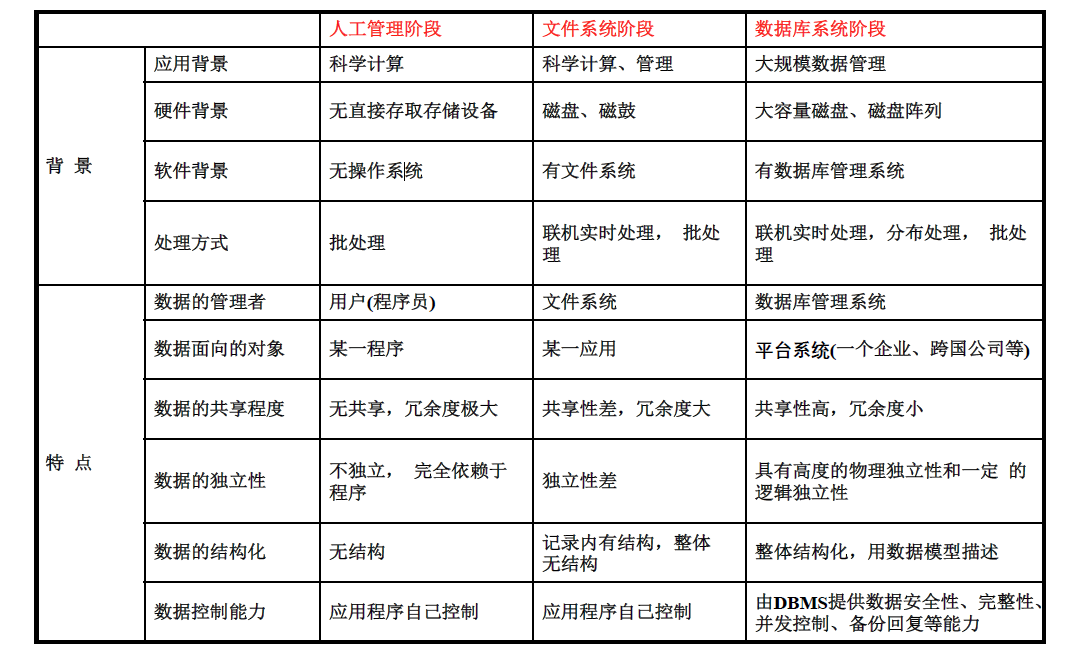 人工管理阶段 文件系统阶段 数据库系统阶段
背 景
应用背景 科学计算 科学计算、管理 大规模数据管理
硬件背景 无直接存取存储设备 磁盘、磁鼓 大容量磁盘、磁盘阵列
软件背景 无操作系统 有文件系统 有数据库管理系统
处理方式 批处理 联机实时处理， 批处
理 联机实时处理，分布处理， 批处
理
特 点
数据的管理者 用户(程序员) 文件系统 数据库管理系统
数据面向的对象 某一程序 某一应用 平台系统(一个企业、跨国公司等)
数据的共享程度 无共享，冗余度极大 共享性差，冗余度大 共享性高，冗余度小
数据的独立性 不独立， 完全依赖于
程序 独立性差 具有高度的物理独立性和一定 的
逻辑独立性
数据的结构化 无结构 记录内有结构，整体
无结构 整体结构化，用数据模型描述
数据控制能力 应用程序自己控制 应用程序自己控制 由DBMS提供数据安全性、完整性、
并发控制、备份回复等能力